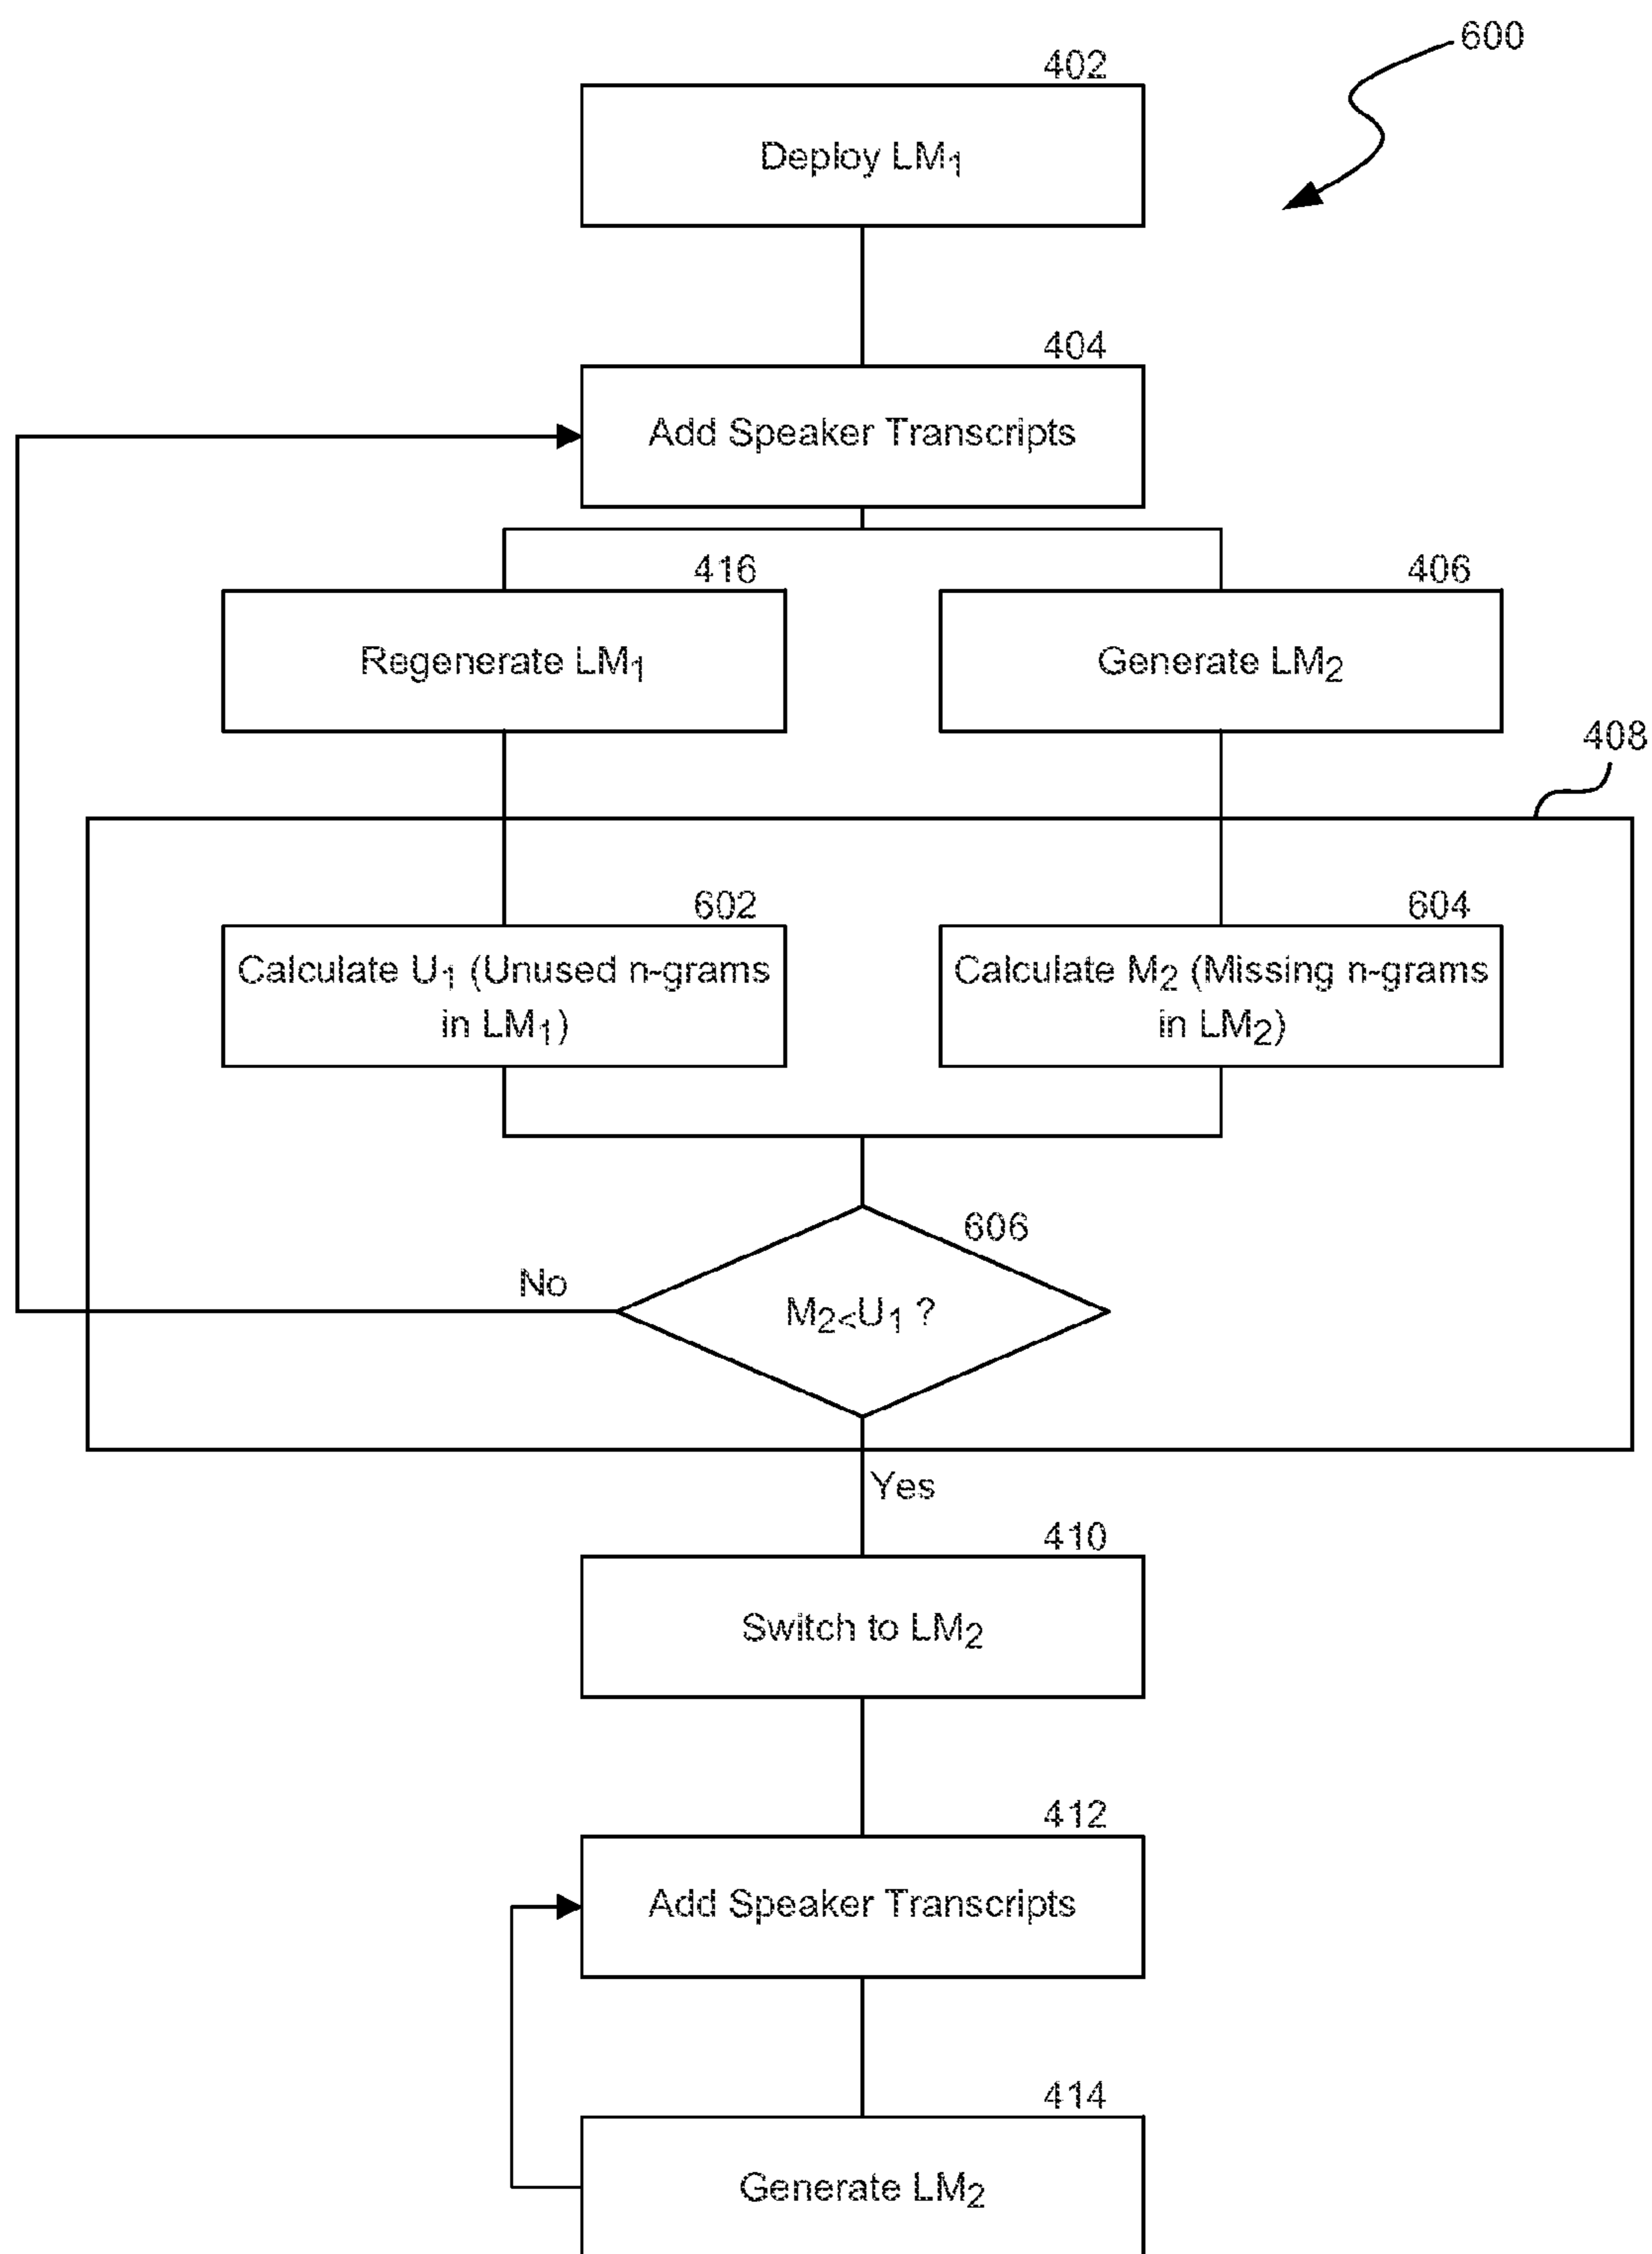 600
402
Deploy LM1
404
Add Speaker Transcripts
416
406
Regenerate LM1
Generate LM2
408
602
604
Calculate U1 (Unused n-grams
in LM1)
Calculate M2 (Missing n-grams
in LM2)
606
No
M2<U1 ?
Yes
410
Switch to LM2
412
Add Speaker Transcripts
414
Generate LM2